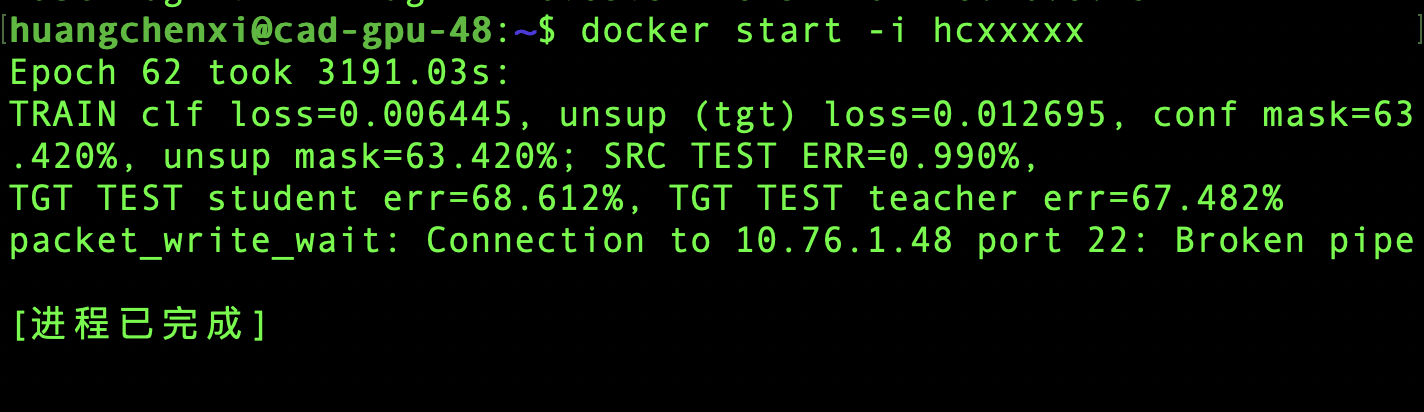 huangchenxi@cad-gpu-48:~$ docker start -i hcxxxxx
Epoch 62 took 3191.03s:
TRAIN clf loss=0.006445, unsup (tgt) loss=0.012695, conf mask=63
.420%, unsup mask=63.420%; SRC TEST ERR=0.990%,
TGT TEST student err=68.612%, TGT TEST teacher err=67.482%
packet_write_wait: Connection to 10.76.1.48 port 22: Broken pipe
[进程已完成]